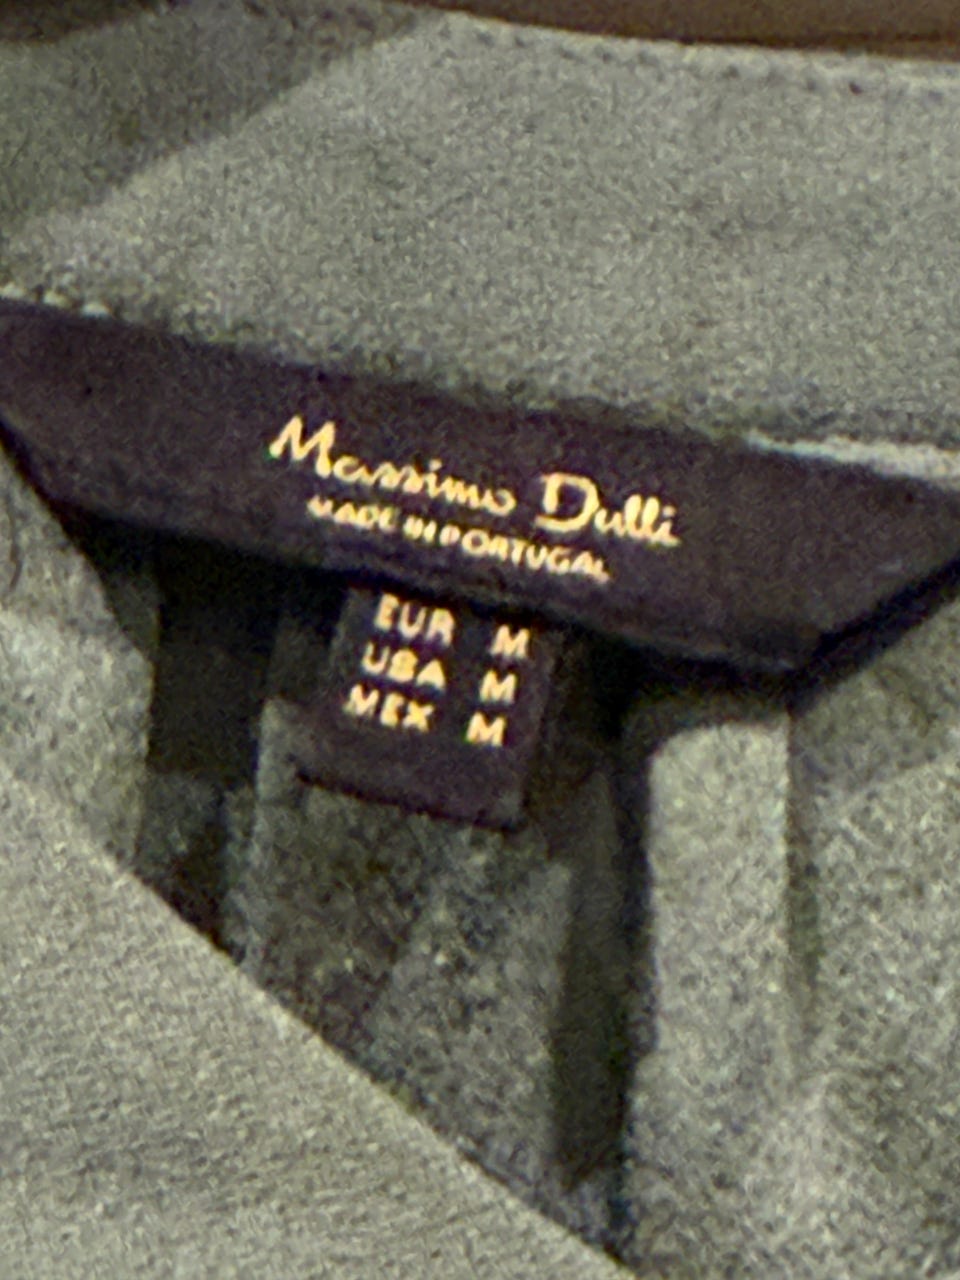 Massimo Dutti
MADE IN PORTUGAL
EUR M
USA M
MEX M